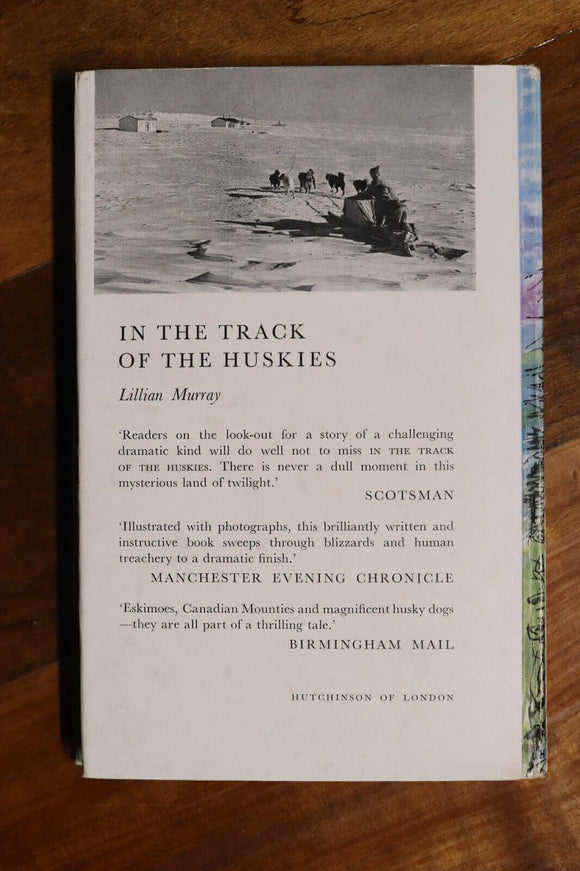 IN THE TRACK
OF THE HUSKIES
Lillian Murray
‘Readers on the look-out for a story of a challenging
dramatic kind will do well not to miss IN THE TRACK
OF THE HUSKIES. There is never a dull moment in this
mysterious land of twilight.’
SCOTSMAN
‘Illustrated with photographs, this brilliantly written and
instructive book sweeps through blizzards and human
treachery to a dramatic finish.’
MANCHESTER EVENING CHRONICLE
‘Eskimoes, Canadian Mounties and magnificent husky dogs
—they are all part of a thrilling tale.’
BIRMINGHAM MAIL
HUTCHINSON OF LONDON